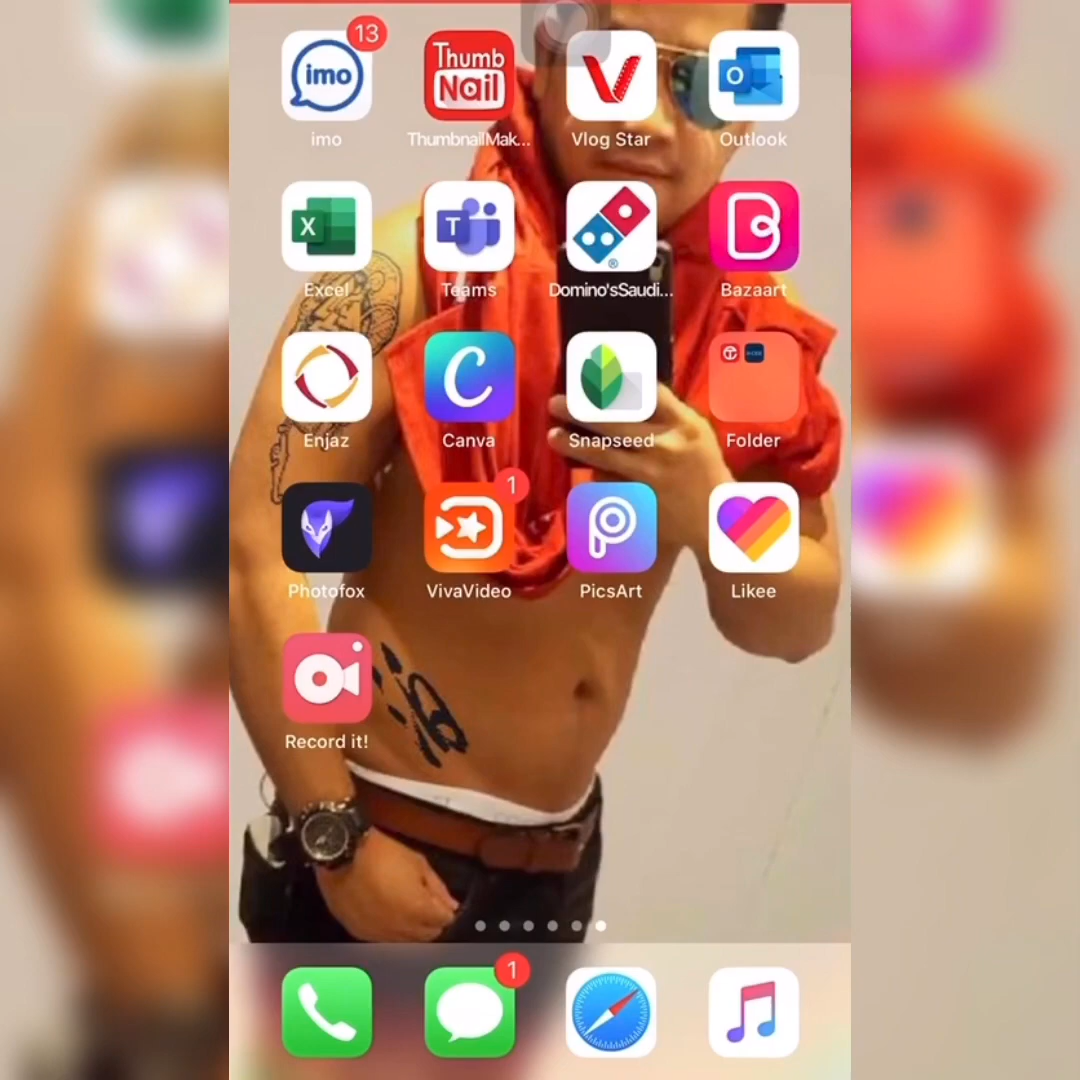 13
imo
Thumb
Nail
imo
ThumbnailMak...
Vlog Star
Outlook
Excel
Teams
Domino'sSaudi...
Bazaart
Enjaz
Canva
Snapseed
Folder
1
Photofox
VivaVideo
PicsArt
Likee
Record it!
1